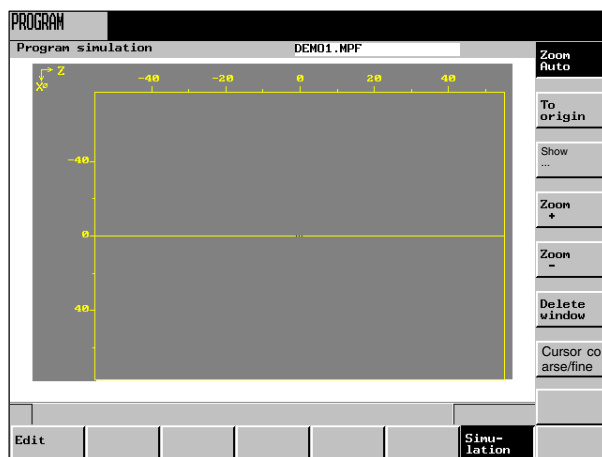 PROGRAM
Program simulation DEMO1.MPF
Zoom
Auto
To
origin
Show
...
Zoom
+
Zoom
-
Delete
window
Cursor co
arse/fine
Z
X
-40 -20 0 20 40
-40
0
40
Edit
Simu-
lation